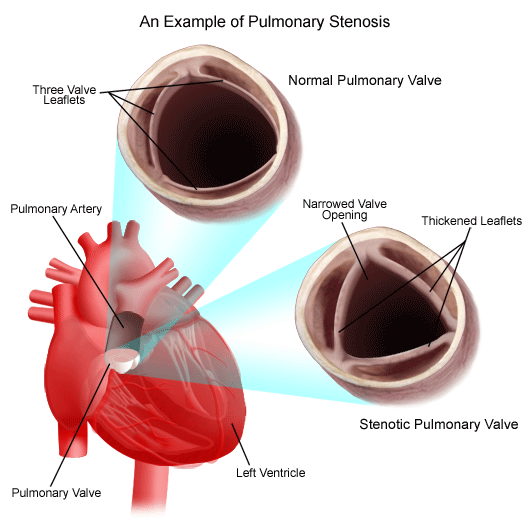 An Example of Pulmonary Stenosis
Normal Pulmonary Valve
Three Valve
Leaflets
Pulmonary Artery
Narrowed Valve
Opening
Thickened Leaflets
Stenotic Pulmonary Valve
Left Ventricle
Pulmonary Valve